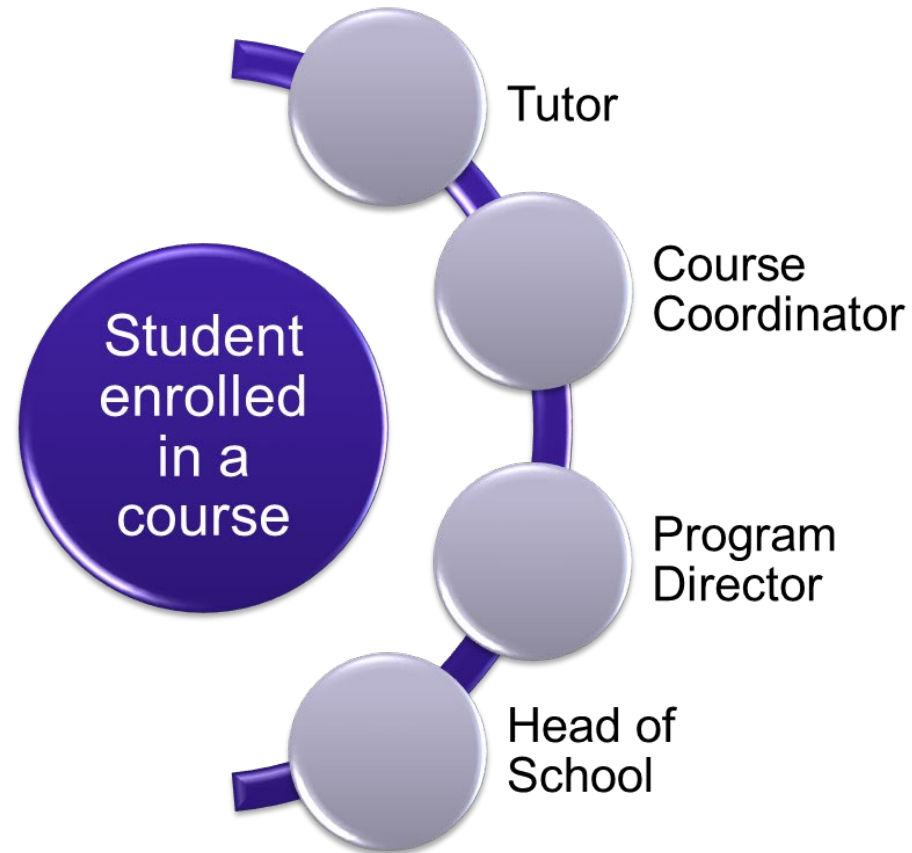 Tutor
Course
Coordinator
Student
enrolled
in a
course
Program
Director
Head of
School